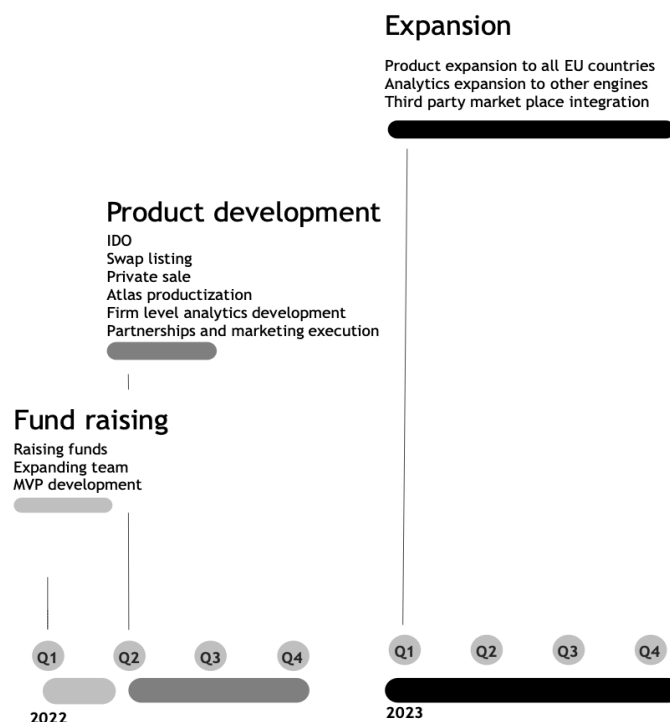 Expansion
Product expansion to all EU countries
Analytics expansion to other engines
Third party market place integration
Product development
IDO
Swap listing
Private sale
Atlas productization
Firm level analytics development
Partnerships and marketing execution
Fund raising
Raising funds
Expanding team
MVP development
Q1 Q2 Q3 Q4 Q1 Q2 Q3 Q4
2022 2023